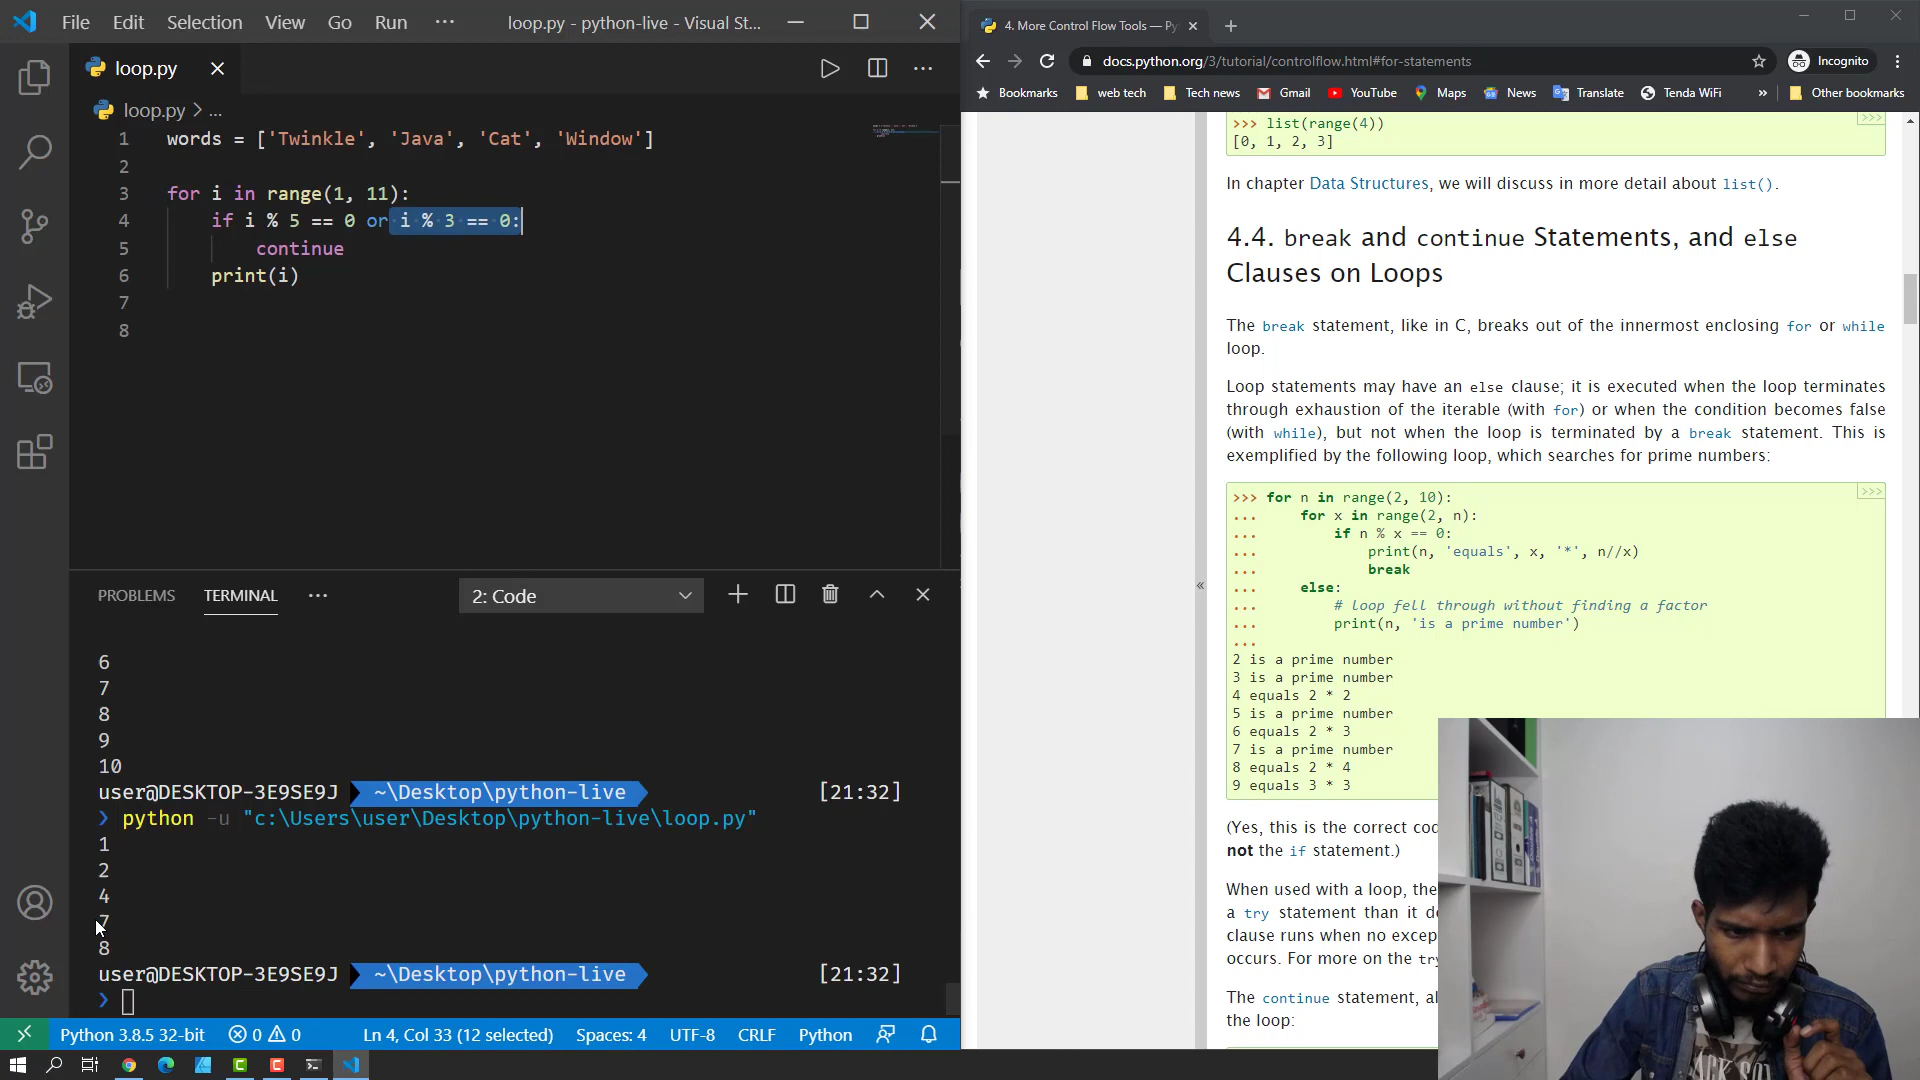 File Edit Selection View Go Run ··· loop.py - python-live - Visual St...
loop.py
loop.py > ...
1 words = ['Twinkle', 'Java', 'Cat', 'Window']
2
3 for i in range(1, 11):
4 if i % 5 == 0 or i % 3 == 0:
5 continue
6 print(i)
7
8
PROBLEMS TERMINAL ··· 2: Code
6
7
8
9
10
user@DESKTOP-3E9SE9J ~\Desktop\python-live [21:32]
❯ python -u "c:\Users\user\Desktop\python-live\loop.py"
1
2
4
7
8
user@DESKTOP-3E9SE9J ~\Desktop\python-live [21:32]
❯
Python 3.8.5 32-bit 0 0 Ln 4, Col 33 (12 selected) Spaces: 4 UTF-8 CRLF Python
4. More Control Flow Tools — Py
docs.python.org/3/tutorial/controlflow.html#for-statements Incognito
Bookmarks web tech Tech news Gmail YouTube Maps News Translate Tenda WiFi » Other bookmarks
>>> list(range(4)) >>>
[0, 1, 2, 3]
In chapter Data Structures, we will discuss in more detail about list().
4.4. break and continue Statements, and else
Clauses on Loops
The break statement, like in C, breaks out of the innermost enclosing for or while
loop.
Loop statements may have an else clause; it is executed when the loop terminates
through exhaustion of the iterable (with for) or when the condition becomes false
(with while), but not when the loop is terminated by a break statement. This is
exemplified by the following loop, which searches for prime numbers:
>>> for n in range(2, 10): >>>
... for x in range(2, n):
... if n % x == 0:
... print(n, 'equals', x, '*', n//x)
... break
... else:
... # loop fell through without finding a factor
... print(n, 'is a prime number')
...
2 is a prime number
3 is a prime number
4 equals 2 * 2
5 is a prime number
6 equals 2 * 3
7 is a prime number
8 equals 2 * 4
9 equals 3 * 3
«
(Yes, this is the correct cod
not the if statement.)
When used with a loop, the
a try statement than it d
clause runs when no excep
occurs. For more on the try
The continue statement, al
the loop: